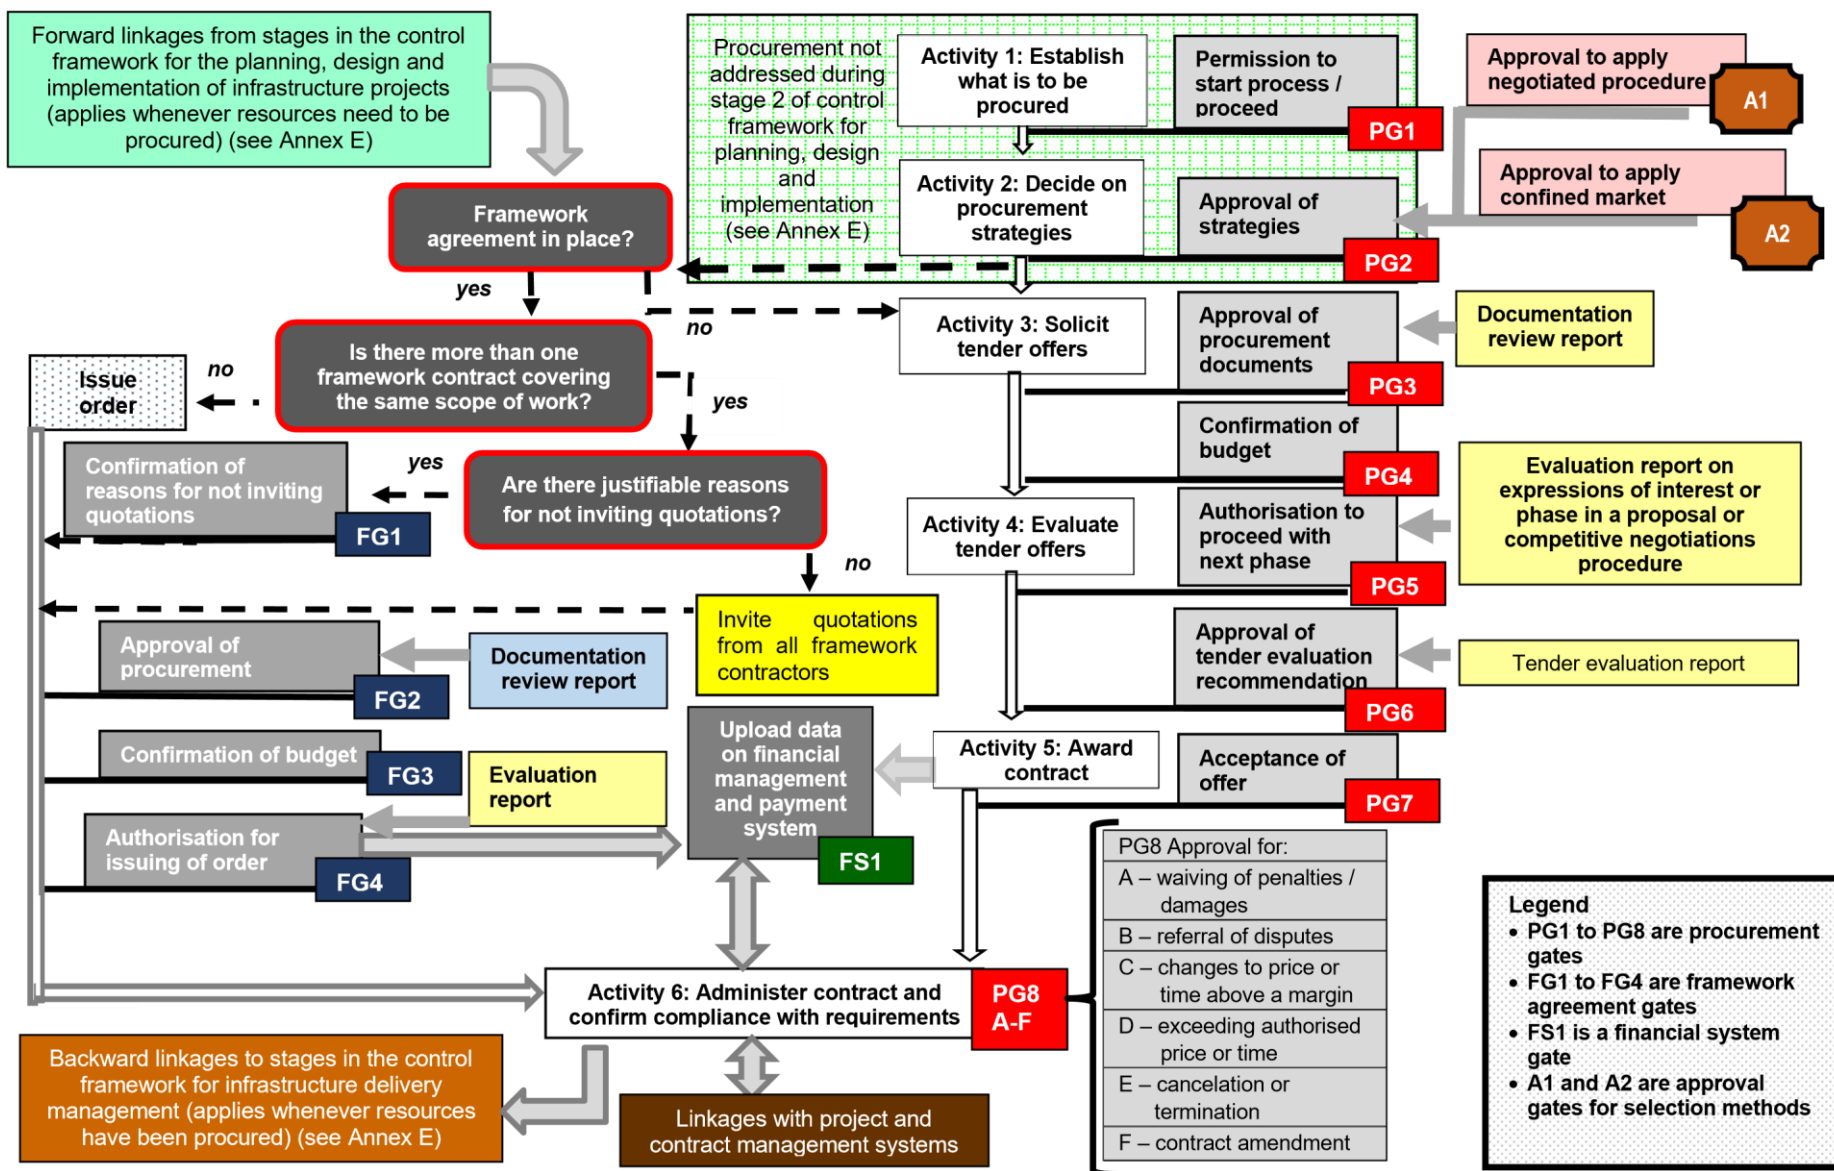 Forward linkages from stages in the control
framework for the planning, design and
implementation of infrastructure projects
(applies whenever resources need to be
procured) (see Annex E)
Procurement not
addressed during
stage 2 of control
framework for
planning, design
and
implementation
(see Annex E)
Activity 1: Establish
what is to be
procured
Permission to
start process /
proceed
PG1
Approval to apply
negotiated procedure
A1
Activity 2: Decide on
procurement
strategies
Approval of
strategies
PG2
Approval to apply
confined market
A2
Framework
agreement in place?
yes
no
Is there more than one
framework contract covering
the same scope of work?
no
yes
Issue
order
Activity 3: Solicit
tender offers
Approval of
procurement
documents
PG3
Documentation
review report
Confirmation of
budget
PG4
Confirmation of
reasons for not inviting
quotations
FG1
yes
Are there justifiable reasons
for not inviting quotations?
no
Activity 4: Evaluate
tender offers
Authorisation to
proceed with
next phase
PG5
Evaluation report on
expressions of interest or
phase in a proposal or
competitive negotiations
procedure
Invite quotations
from all framework
contractors
Approval of
procurement
FG2
Documentation
review report
Approval of
tender evaluation
recommendation
PG6
Tender evaluation report
Confirmation of budget
FG3
Evaluation
report
Upload data
on financial
management
and payment
system
FS1
Activity 5: Award
contract
Acceptance of
offer
PG7
Authorisation for
issuing of order
FG4
PG8 Approval for:
A – waiving of penalties /
damages
B – referral of disputes
C – changes to price or
time above a margin
D – exceeding authorised
price or time
E – cancelation or
termination
F – contract amendment
Activity 6: Administer contract and
confirm compliance with requirements
PG8
A-F
Backward linkages to stages in the control
framework for infrastructure delivery
management (applies whenever resources
have been procured) (see Annex E)
Linkages with project and
contract management systems
Legend
• PG1 to PG8 are procurement
gates
• FG1 to FG4 are framework
agreement gates
• FS1 is a financial system
gate
• A1 and A2 are approval
gates for selection methods